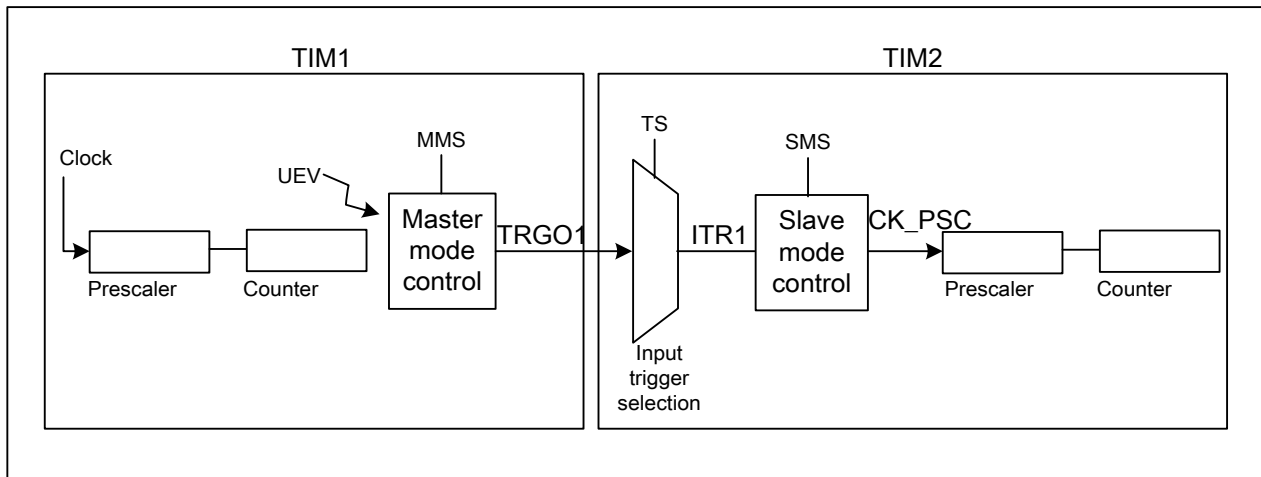 TIM1
TIM2
Clock
UEV
MMS
Master
mode
control
TRGO1
Prescaler
Counter
TS
ITR1
Input
trigger
selection
SMS
Slave
mode
control
CK_PSC
Prescaler
Counter